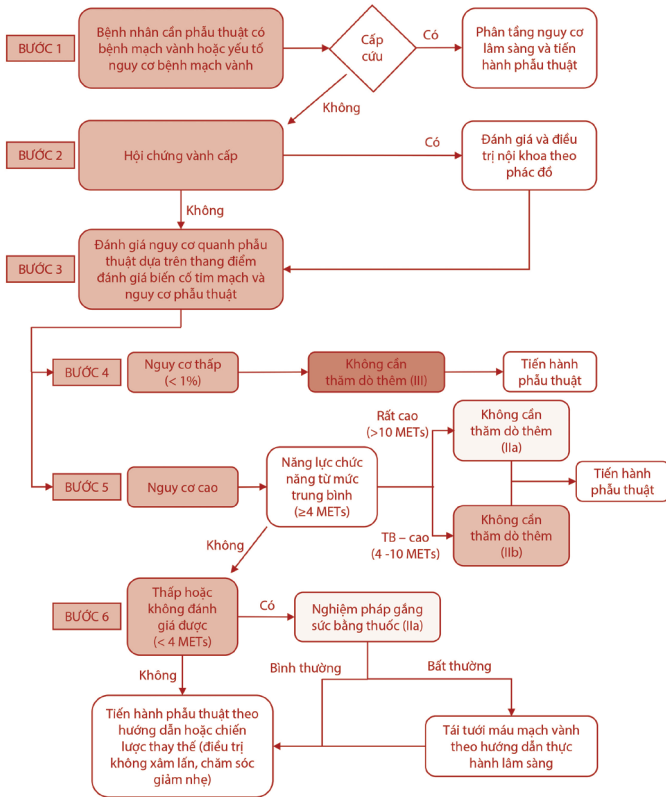 BƯỚC 1
Bệnh nhân cần phẫu thuật có
bệnh mạch vành hoặc yếu tố
nguy cơ bệnh mạch vành
Cấp
cứu
Có
Phân tầng nguy cơ
lâm sàng và tiến
hành phẫu thuật
Không
BƯỚC 2
Hội chứng vành cấp
Có
Đánh giá và điều
trị nội khoa theo
phác đồ
Không
BƯỚC 3
Đánh giá nguy cơ quanh phẫu
thuật dựa trên thang điểm
đánh giá biến cố tim mạch và
nguy cơ phẫu thuật
BƯỚC 4
Nguy cơ thấp
(< 1%)
Không cần
thăm dò thêm (III)
Tiến hành
phẫu thuật
BƯỚC 5
Nguy cơ cao
Năng lực chức
năng từ mức
trung bình
(≥4 METs)
Rất cao
(>10 METs)
Không cần
thăm dò thêm
(IIa)
TB – cao
(4 -10 METs)
Không cần
thăm dò thêm
(IIb)
Tiến hành
phẫu thuật
Không
BƯỚC 6
Thấp hoặc
không đánh
giá được
(< 4 METs)
Có
Nghiệm pháp gắng
sức bằng thuốc (IIa)
Không
Bình thường
Bất thường
Tiến hành phẫu thuật theo
hướng dẫn hoặc chiến
lược thay thế (điều trị
không xâm lấn, chăm sóc
giảm nhẹ)
Tái tưới máu mạch vành
theo hướng dẫn thực
hành lâm sàng